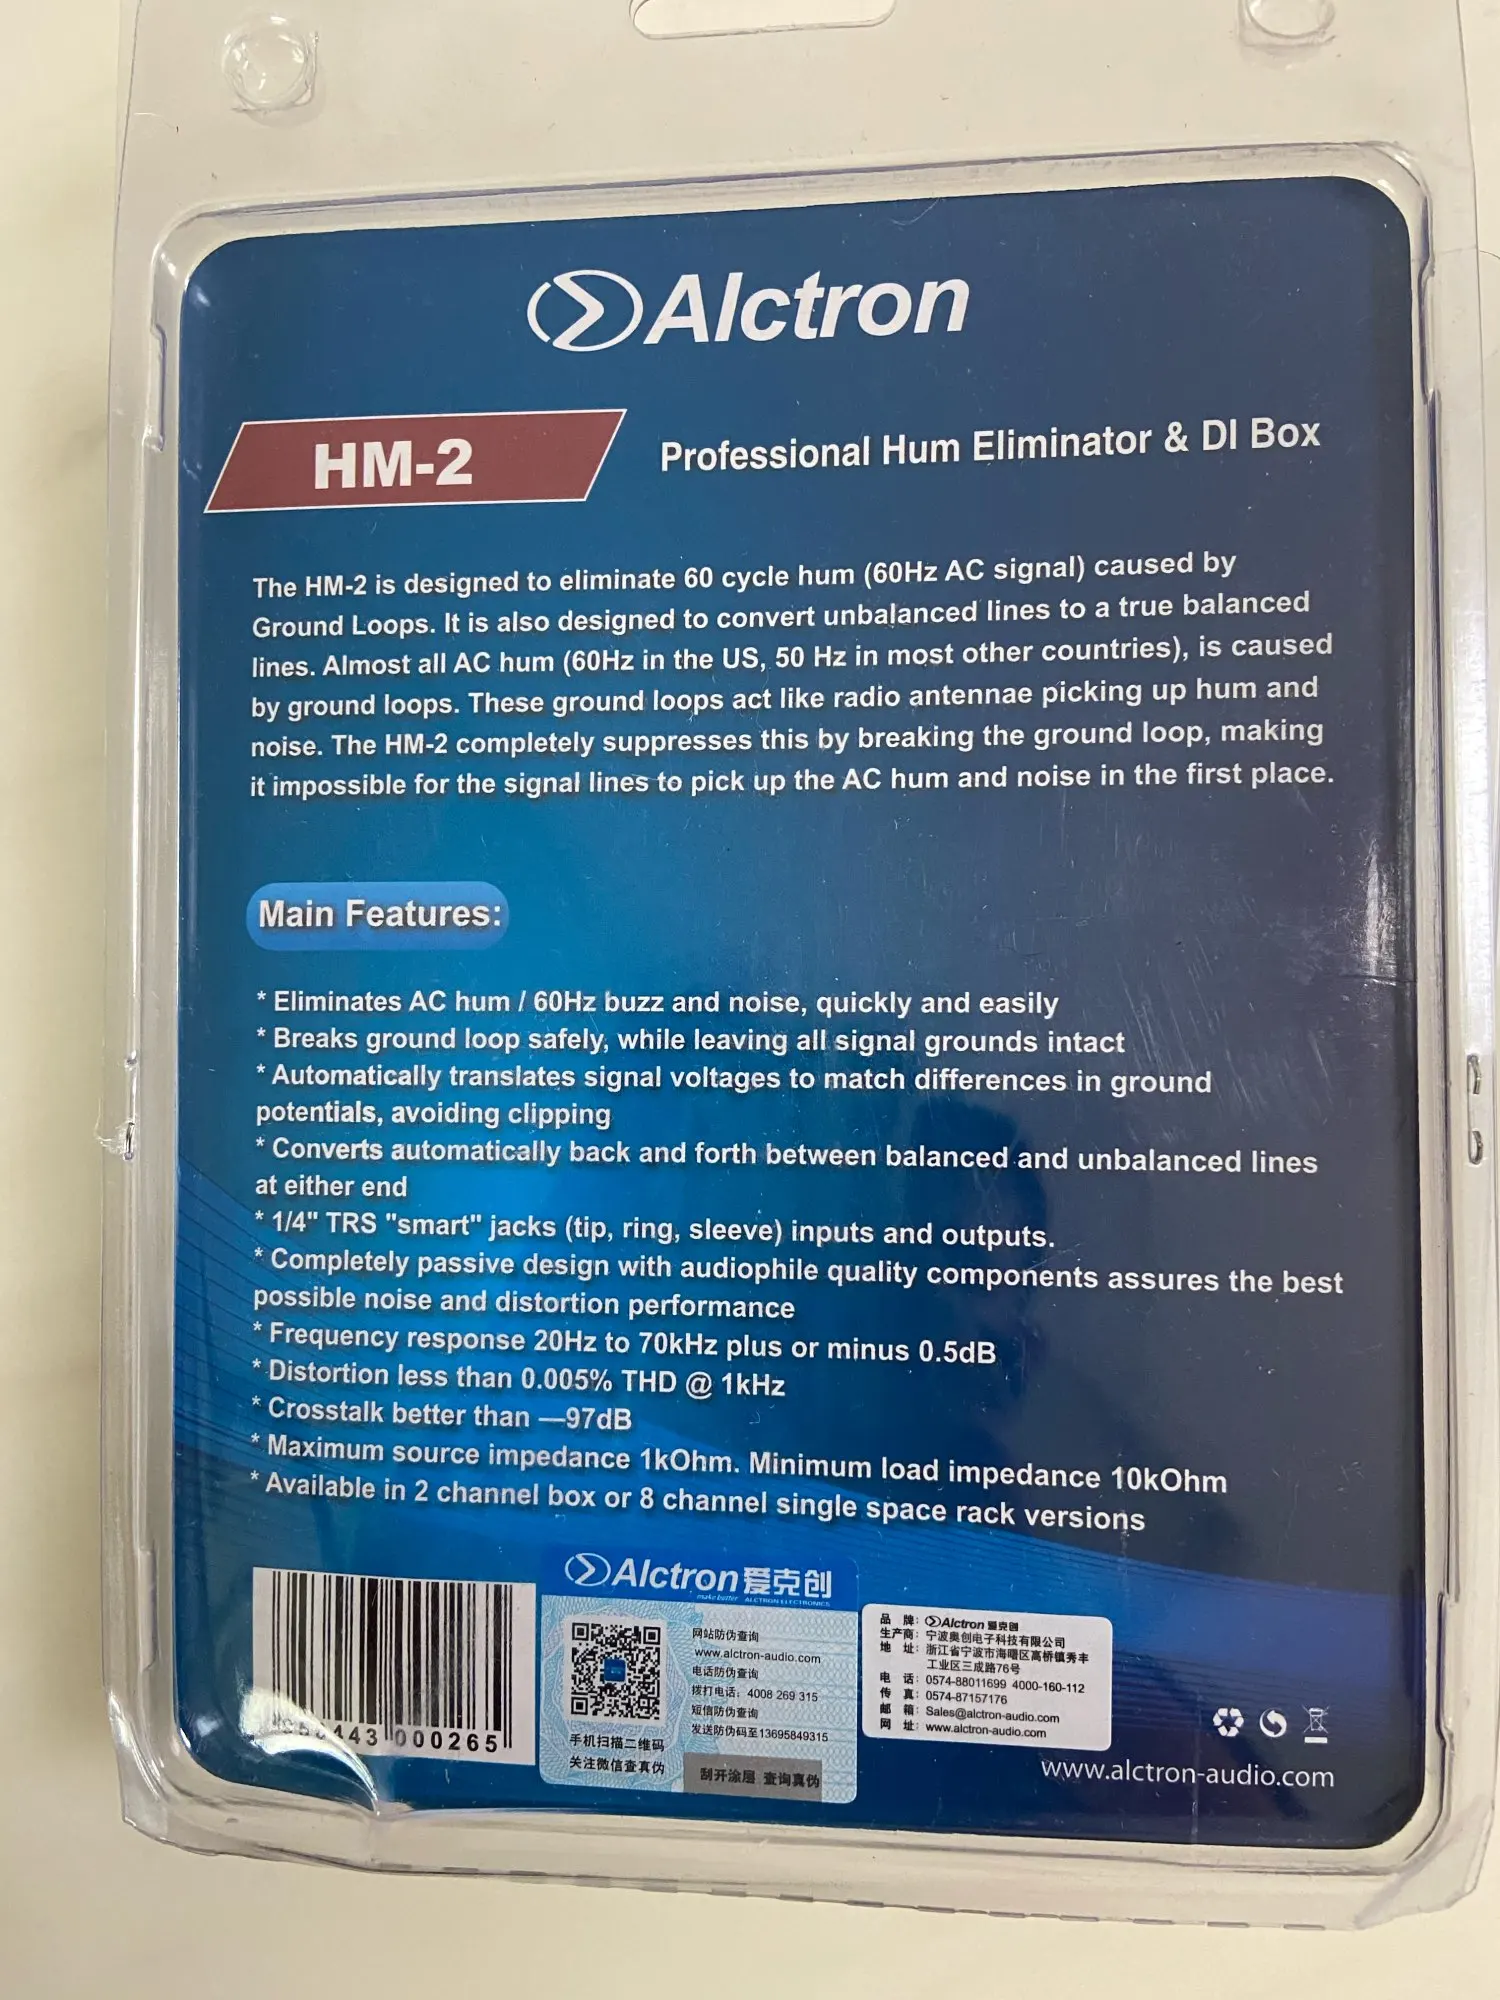 Alctron
HM-2
Professional Hum Eliminator & DI Box
The HM-2 is designed to eliminate 60 cycle hum (60Hz AC signal) caused by
Ground Loops. It is also designed to convert unbalanced lines to a true balanced
lines. Almost all AC hum (60Hz in the US, 50 Hz in most other countries), is caused
by ground loops. These ground loops act like radio antennae picking up hum and
noise. The HM-2 completely suppresses this by breaking the ground loop, making
it impossible for the signal lines to pick up the AC hum and noise in the first place.
Main Features:
* Eliminates AC hum / 60Hz buzz and noise, quickly and easily
* Breaks ground loop safely, while leaving all signal grounds intact
* Automatically translates signal voltages to match differences in ground
potentials, avoiding clipping
* Converts automatically back and forth between balanced and unbalanced lines
at either end
* 1/4" TRS "smart" jacks (tip, ring, sleeve) inputs and outputs.
* Completely passive design with audiophile quality components assures the best
possible noise and distortion performance
* Frequency response 20Hz to 70kHz plus or minus 0.5dB
* Distortion less than 0.005% THD @ 1kHz
* Crosstalk better than —97dB
* Maximum source impedance 1kOhm. Minimum load impedance 10kOhm
* Available in 2 channel box or 8 channel single space rack versions
443 000265
Alctron 爱克创
make better ALCTRON ELECTRONICS
网站防伪查询
www.alctron-audio.com
电话防伪查询
拨打电话: 4008 269 315
短信防伪查询
发送防伪码至13695849315
手机扫描二维码
关注微信查真伪
刮开涂层 查询真伪
品 牌: Alctron 爱克创
生产商: 宁波奥创电子科技有限公司
地 址: 浙江省宁波市海曙区高桥镇秀丰
工业区三成路76号
电 话: 0574-88011699 4000-160-112
传 真: 0574-87157176
邮 箱: Sales@alctron-audio.com
网 址: www.alctron-audio.com
www.alctron-audio.com